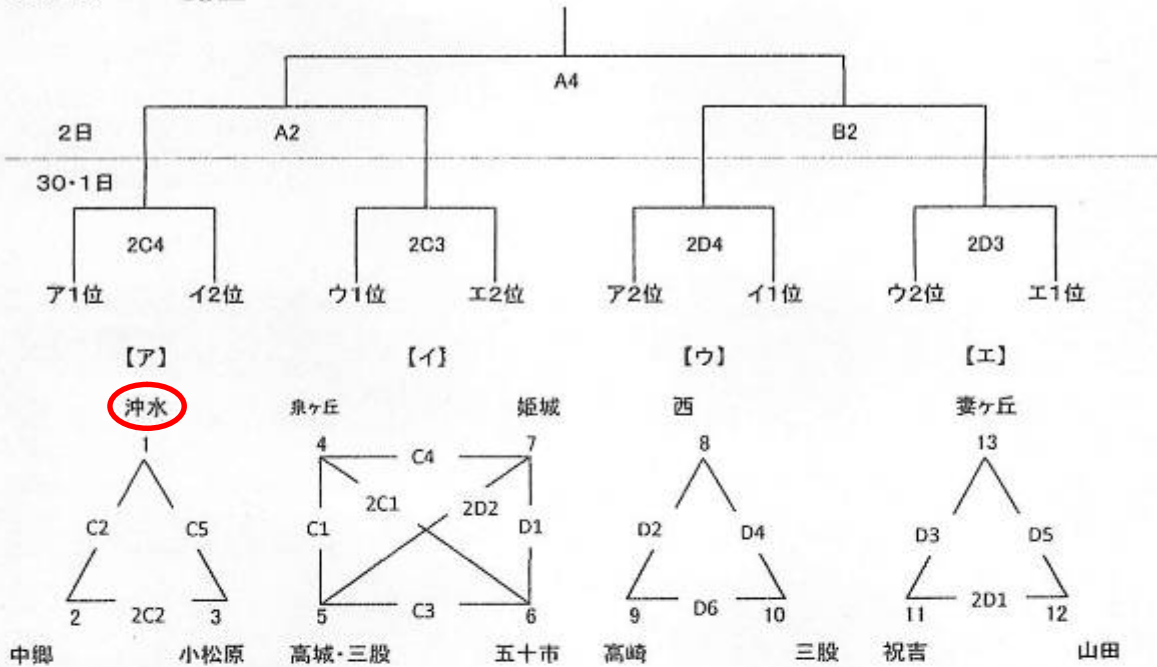 A4
2日 A2 B2
30・1日
2C4 2C3 2D4 2D3
ア1位 イ2位 ウ1位 エ2位 ア2位 イ1位 ウ2位 エ1位
【ア】 【イ】 【ウ】 【エ】
沖水 泉ヶ丘 姫城 西 妻ヶ丘
1 4 7 8 13
C4
2C1 2D2
C2 C5 C1 D1 D2 D4 D3 D5
2 2C2 3 5 C3 6 9 D6 10 11 2D1 12
中郷 小松原 高城・三股 五十市 高崎 三股 祝吉 山田